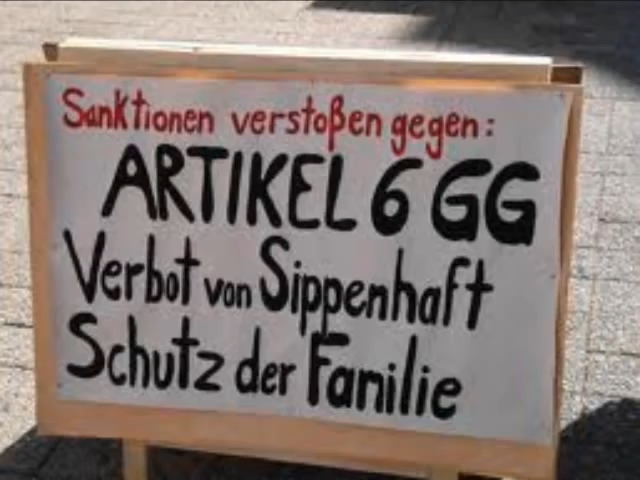 Sanktionen verstoßen gegen:
ARTIKEL 6 GG
Verbot von Sippenhaft
Schutz der Familie